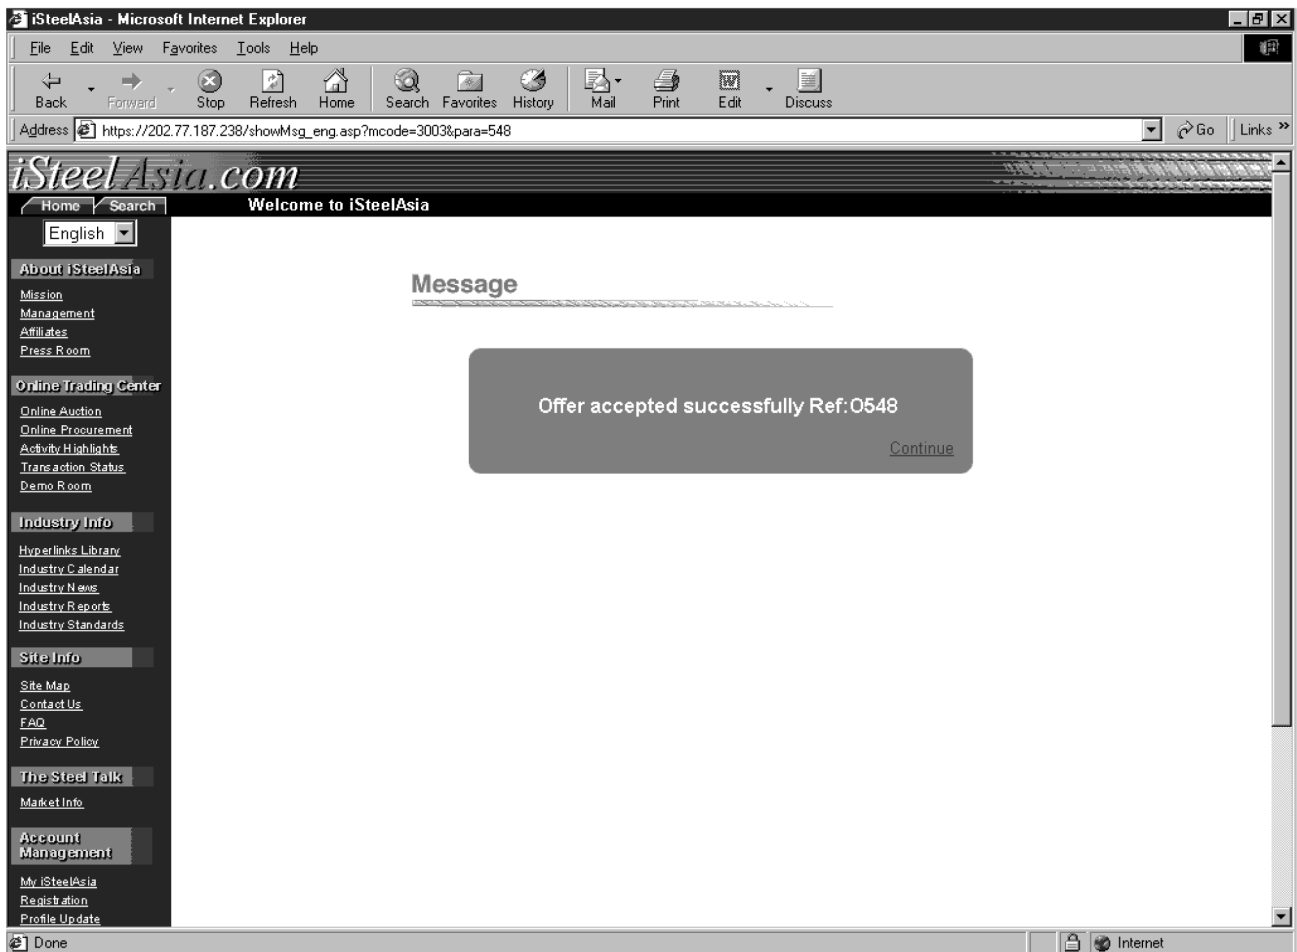 iSteelAsia - Microsoft Internet Explorer
File Edit View Favorites Tools Help
Back Forward Stop Refresh Home Search Favorites History Mail Print Edit Discuss
Address https://202.77.187.238/showMsg_eng.asp?mcode=3003&para=548 Go Links »
iSteelAsia.com
Home Search Welcome to iSteelAsia
English
About iSteelAsia
Mission
Management
Affiliates
Press Room
Online Trading Center
Online Auction
Online Procurement
Activity Highlights
Transaction Status
Demo Room
Industry Info
Hyperlinks Library
Industry Calendar
Industry News
Industry Reports
Industry Standards
Site Info
Site Map
Contact Us
FAQ
Privacy Policy
The Steel Talk
Market Info
Account
Management
My iSteelAsia
Registration
Profile Update
Message
Offer accepted successfully Ref:O548
Continue
Done Internet